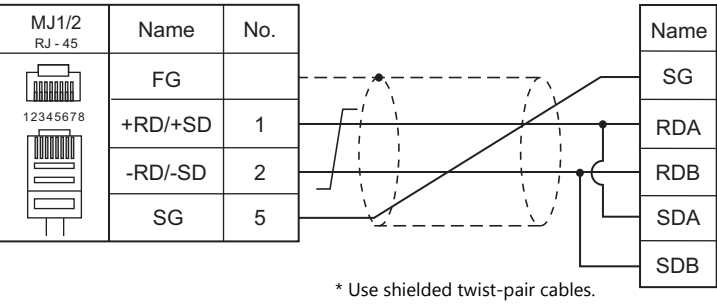 MJ1/2
RJ - 45
Name No.
Name
FG
SG
12345678
+RD/+SD 1
RDA
-RD/-SD 2
RDB
SG 5
SDA
SDB
* Use shielded twist-pair cables.